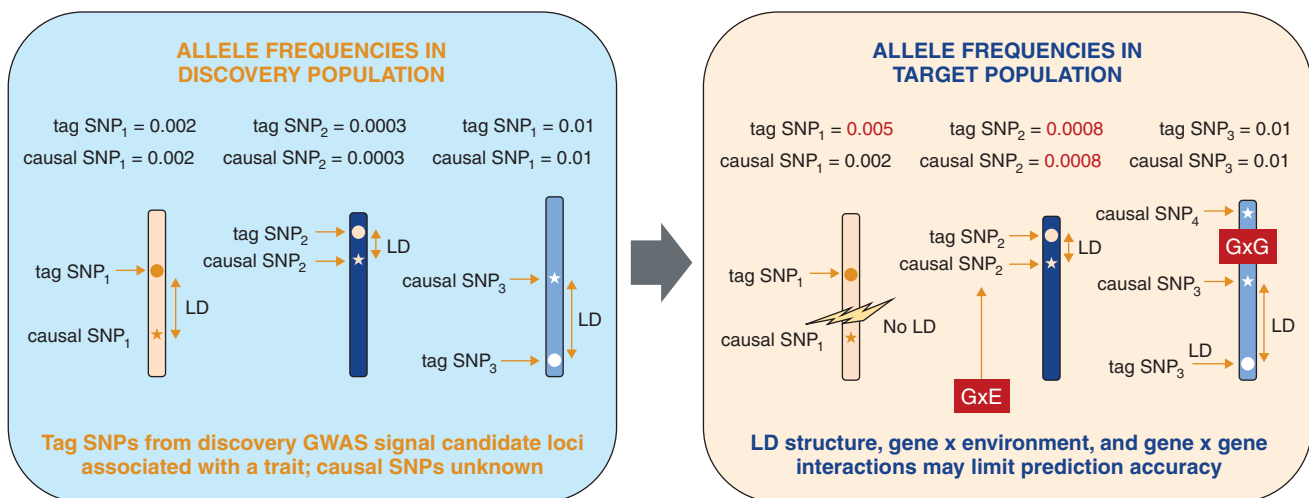 ALLELE FREQUENCIES IN
DISCOVERY POPULATION
tag SNP₁ = 0.002
causal SNP₁ = 0.002
tag SNP₂ = 0.0003
causal SNP₂ = 0.0003
tag SNP₁ = 0.01
causal SNP₁ = 0.01
tag SNP₁
LD
causal SNP₁
tag SNP₂
LD
causal SNP₂
causal SNP₃
LD
tag SNP₃
Tag SNPs from discovery GWAS signal candidate loci
associated with a trait; causal SNPs unknown
ALLELE FREQUENCIES IN
TARGET POPULATION
tag SNP₁ = 0.005
causal SNP₁ = 0.002
tag SNP₂ = 0.0008
causal SNP₂ = 0.0008
tag SNP₃ = 0.01
causal SNP₃ = 0.01
tag SNP₁
No LD
causal SNP₁
tag SNP₂
LD
causal SNP₂
GxE
causal SNP₄
GxG
causal SNP₃
LD
LD
tag SNP₃
LD structure, gene x environment, and gene x gene
interactions may limit prediction accuracy